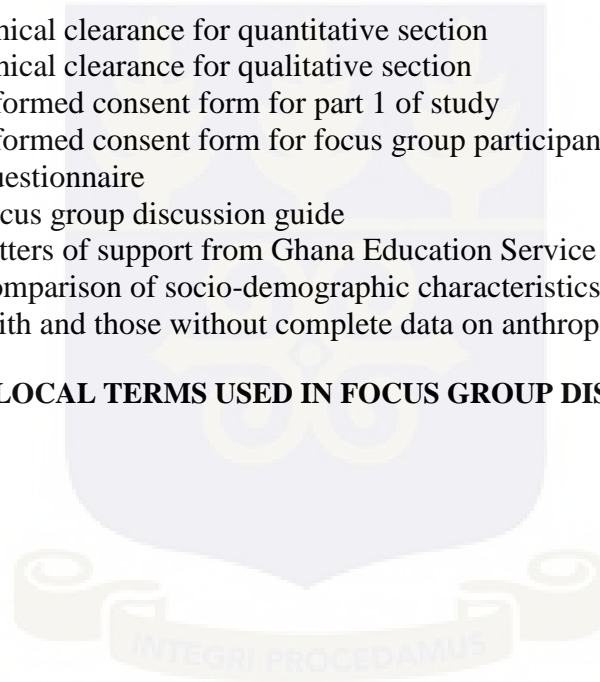 hical clearance for quantitative section
hical clearance for qualitative section
formed consent form for part 1 of study
formed consent form for focus group participan
uestionnaire
cus group discussion guide
tters of support from Ghana Education Service
omparison of socio-demographic characteristics
ith and those without complete data on anthrop
LOCAL TERMS USED IN FOCUS GROUP DIS
INTEGRI PROCEDAMUS